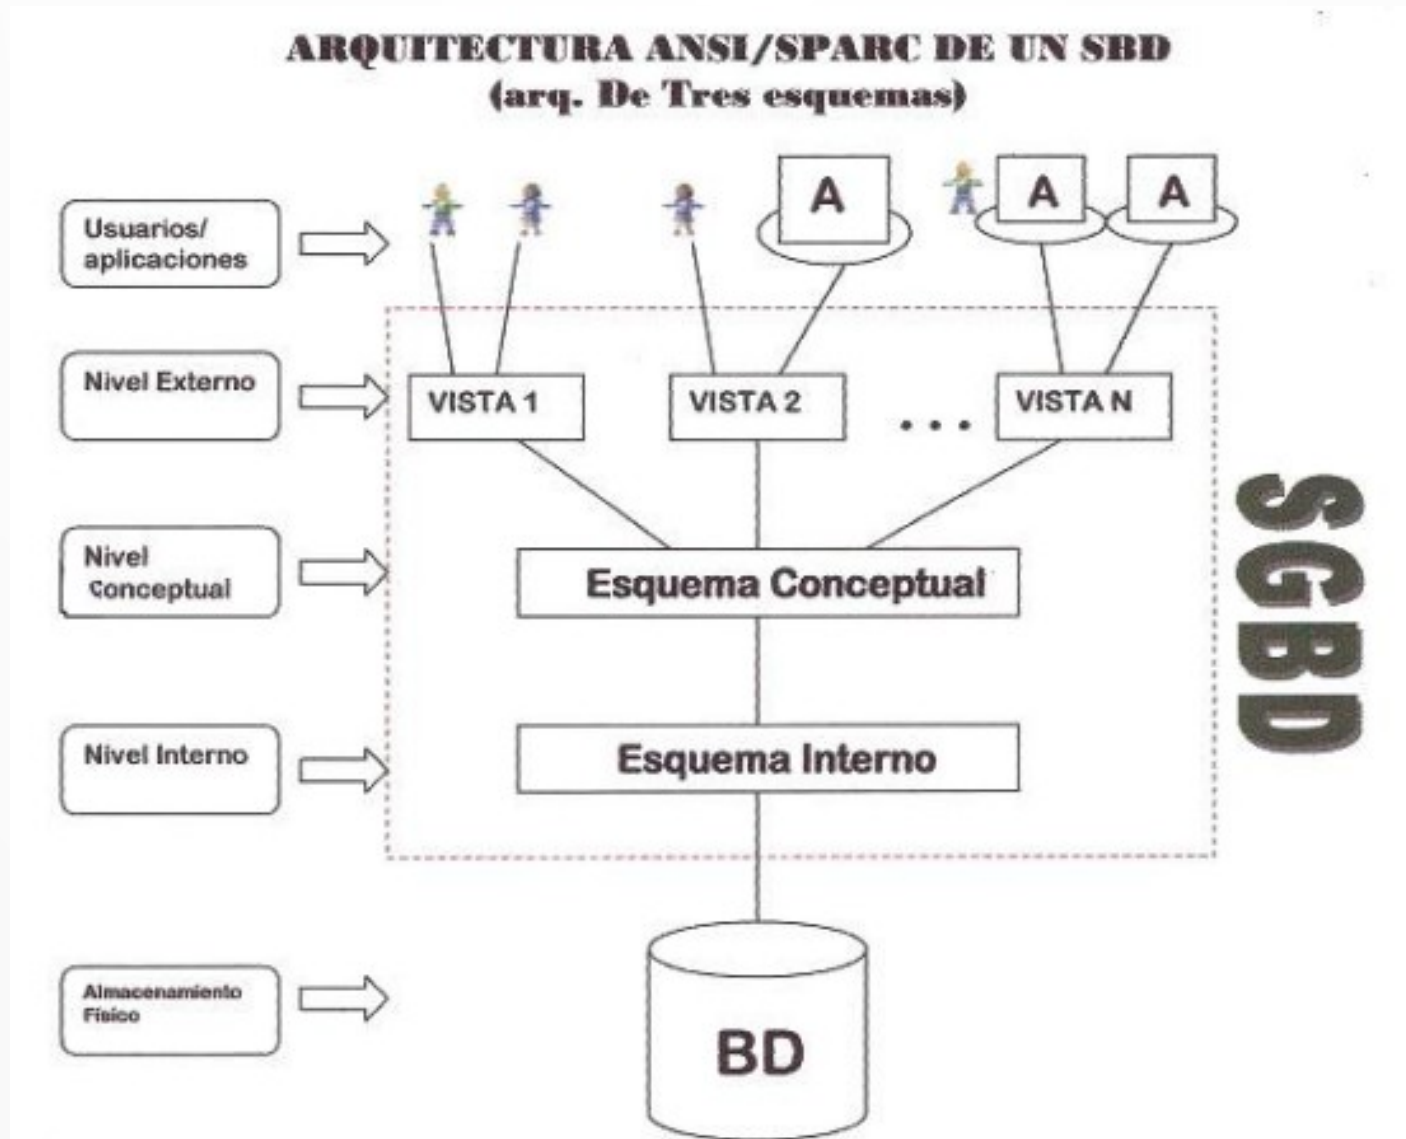 ARQUITECTURA ANSI/SPARC DE UN SBD
(arq. De Tres esquemas)
Usuarios/
aplicaciones
A
A
A
Nivel Externo
VISTA 1
VISTA 2
...
VISTA N
Nivel
Conceptual
Esquema Conceptual
SGBD
Nivel Interno
Esquema Interno
Almacenamiento
Físico
BD